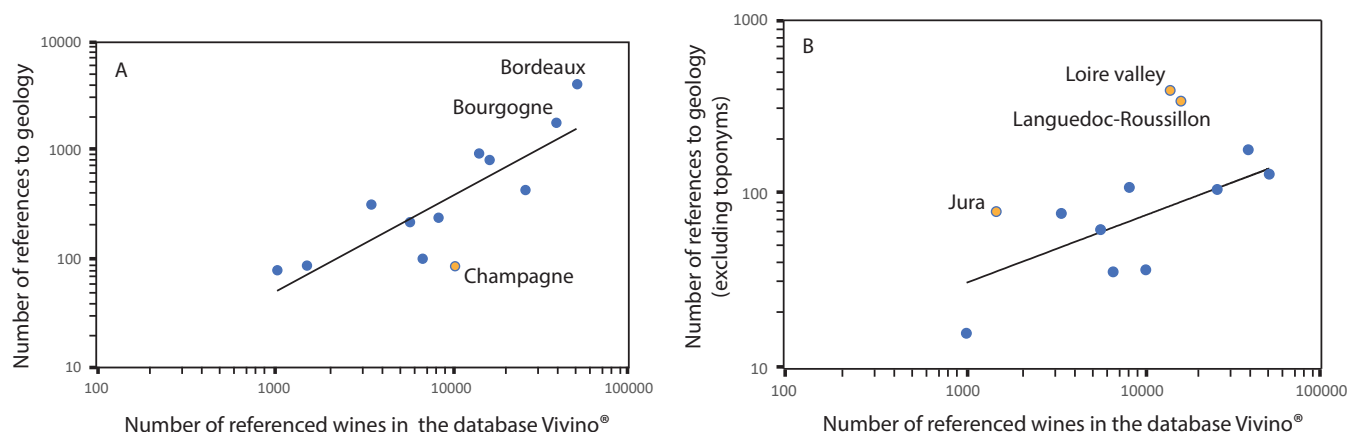 A
Number of references to geology
10000
1000
100
10
Bordeaux
Bourgogne
Champagne
100
1000
10000
100000
Number of referenced wines in the database Vivino®
B
Number of references to geology
(excluding toponyms)
1000
100
10
Loire valley
Languedoc-Roussillon
Jura
100
1000
10000
100000
Number of referenced wines in the database Vivino®